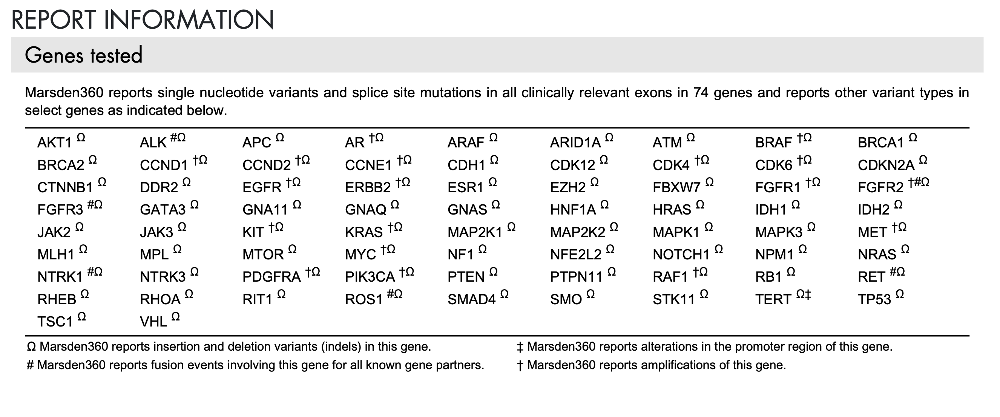 REPORT INFORMATION
Genes tested
Marsden360 reports single nucleotide variants and splice site mutations in all clinically relevant exons in 74 genes and reports other variant types in
select genes as indicated below.
AKT1 Ω ALK #Ω APC Ω AR †Ω ARAF Ω ARID1A Ω ATM Ω BRAF †Ω BRCA1 Ω
BRCA2 Ω CCND1 †Ω CCND2 †Ω CCNE1 †Ω CDH1 Ω CDK12 Ω CDK4 †Ω CDK6 †Ω CDKN2A Ω
CTNNB1 Ω DDR2 Ω EGFR †Ω ERBB2 †Ω ESR1 Ω EZH2 Ω FBXW7 Ω FGFR1 †Ω FGFR2 †#Ω
FGFR3 #Ω GATA3 Ω GNA11 Ω GNAQ Ω GNAS Ω HNF1A Ω HRAS Ω IDH1 Ω IDH2 Ω
JAK2 Ω JAK3 Ω KIT †Ω KRAS †Ω MAP2K1 Ω MAP2K2 Ω MAPK1 Ω MAPK3 Ω MET †Ω
MLH1 Ω MPL Ω MTOR Ω MYC †Ω NF1 Ω NFE2L2 Ω NOTCH1 Ω NPM1 Ω NRAS Ω
NTRK1 #Ω NTRK3 Ω PDGFRA †Ω PIK3CA †Ω PTEN Ω PTPN11 Ω RAF1 †Ω RB1 Ω RET #Ω
RHEB Ω RHOA Ω RIT1 Ω ROS1 #Ω SMAD4 Ω SMO Ω STK11 Ω TERT Ω‡ TP53 Ω
TSC1 Ω VHL Ω
Ω Marsden360 reports insertion and deletion variants (indels) in this gene. ‡ Marsden360 reports alterations in the promoter region of this gene.
# Marsden360 reports fusion events involving this gene for all known gene partners. † Marsden360 reports amplifications of this gene.